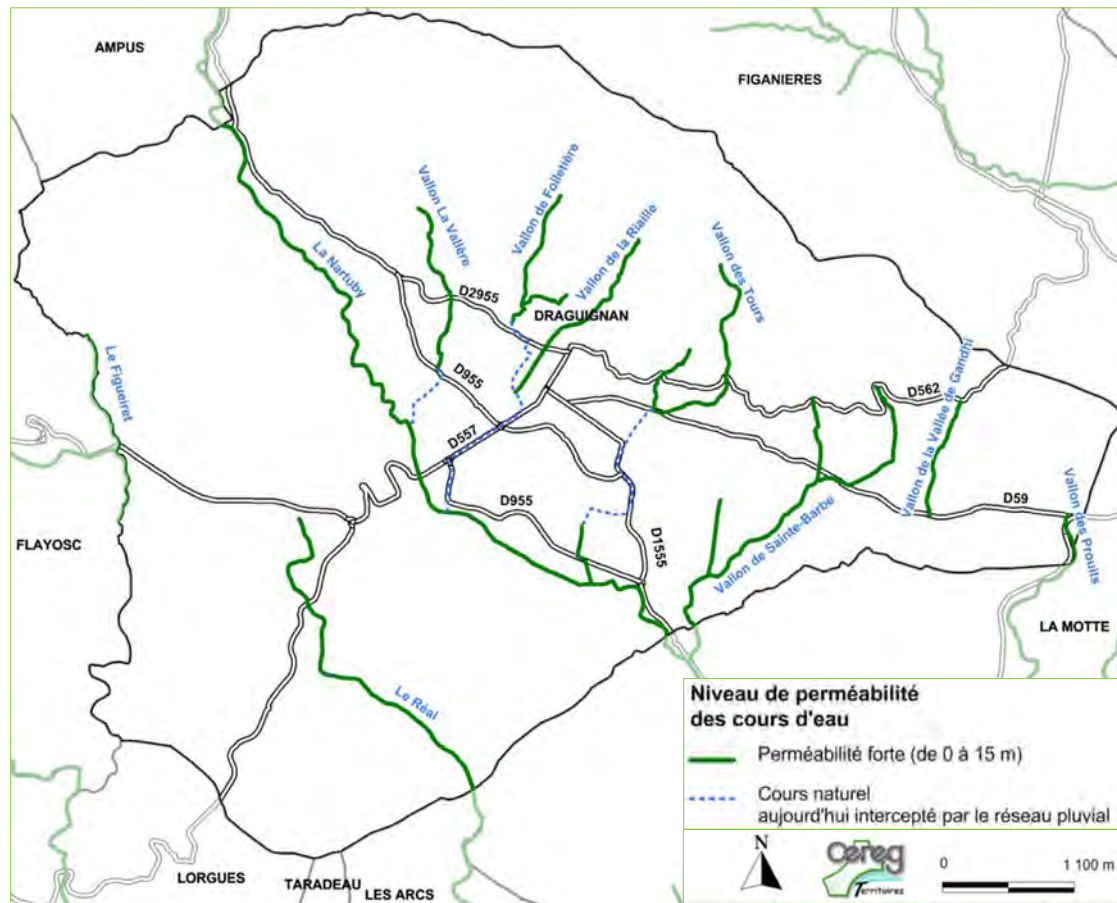 AMPUS
FIGANIERES
Vallon La Vallère
Vallon de Folletière
Vallon de la Riaille
Vallon des Tours
La Nartuby
D2955
DRAGUIGNAN
Le Figueiret
D955
D562
Vallon de la Vallée de Gandhi
D557
D59
Vallon des Prouits
D955
D1555
Vallon de Sainte-Barbe
FLAYOSC
LA MOTTE
Le Réal
LORGUES
TARADEAU
LES ARCS
Niveau de perméabilité
des cours d'eau
Perméabilité forte (de 0 à 15 m)
Cours naturel
aujourd'hui intercepté par le réseau pluvial
N
Cereg
Territoires
0 1 100 m